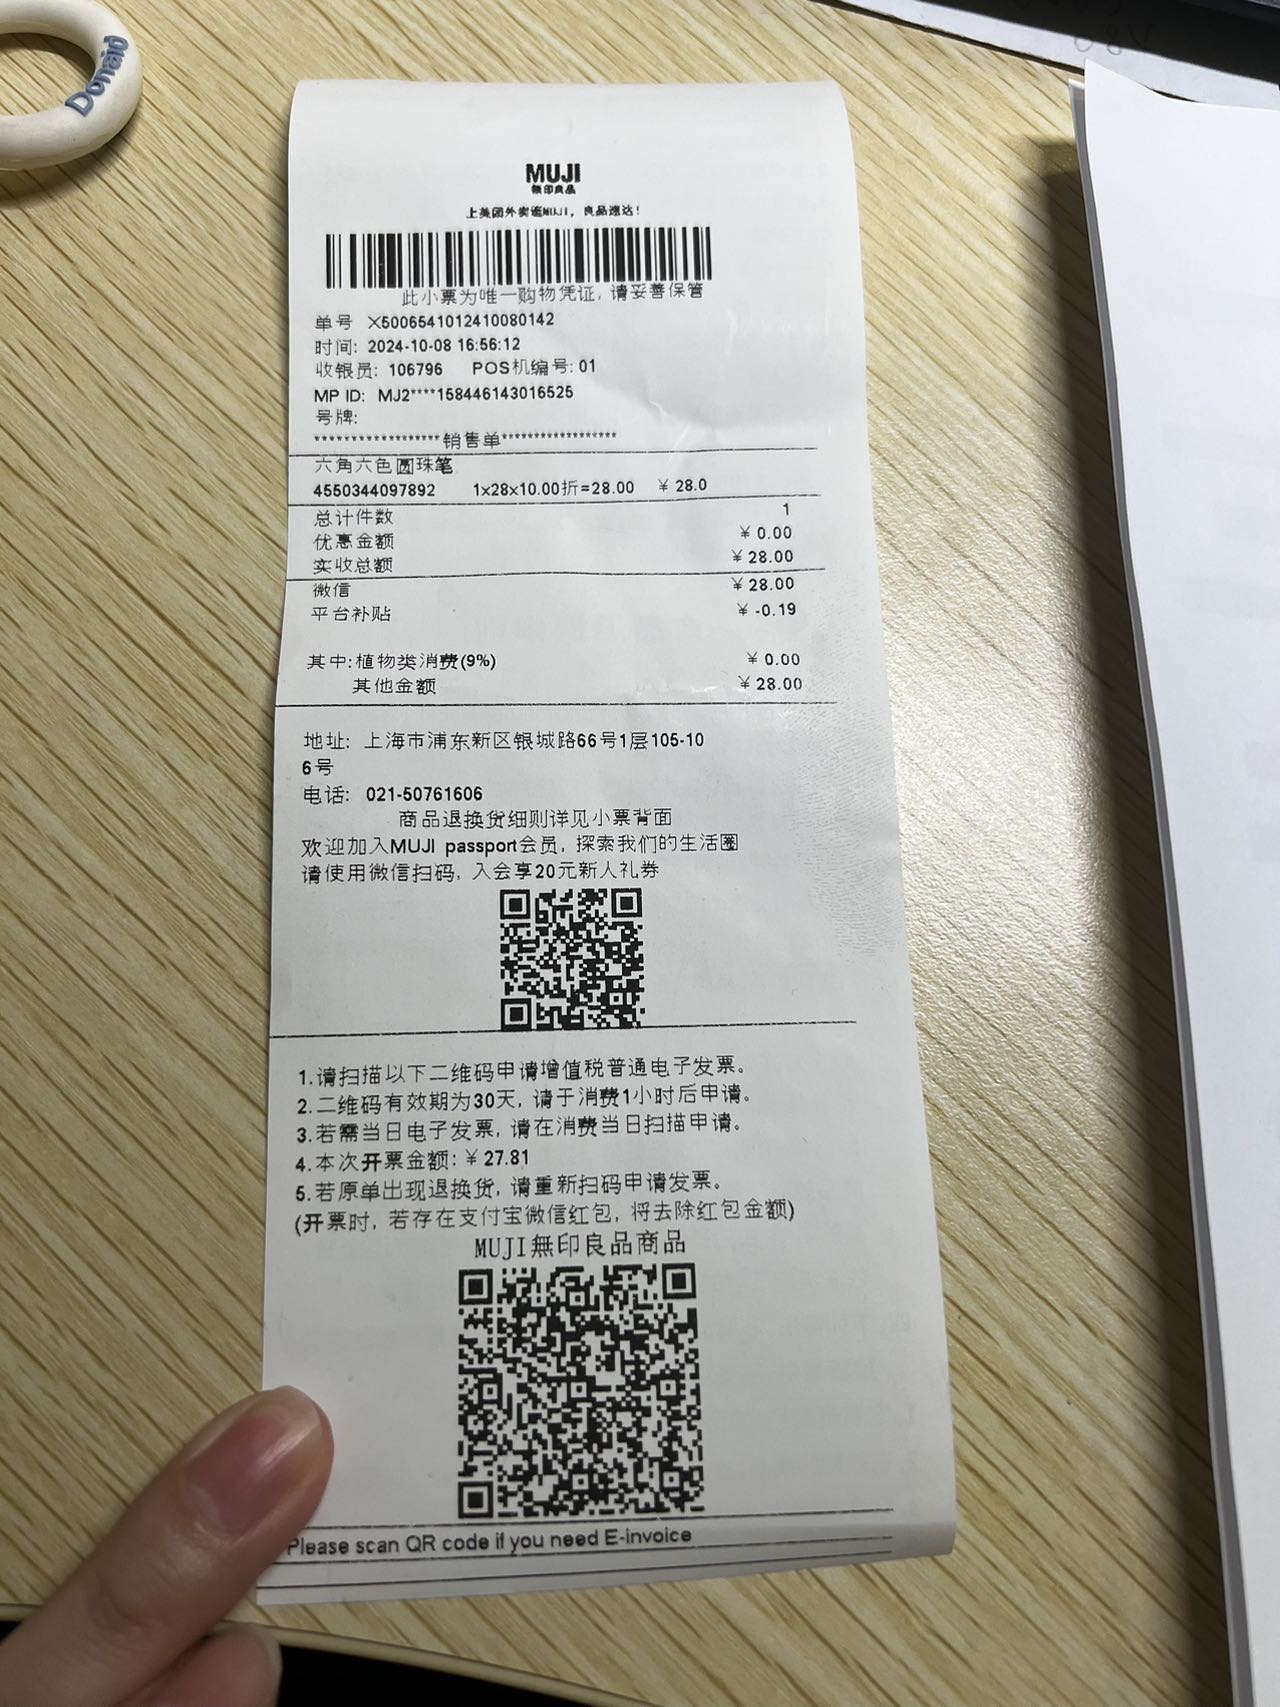 Donald
MUJI
無印良品
上美团外卖逛MUJI，良品速达！
此小票为唯一购物凭证，请妥善保管
单号 X5006541012410080142
时间: 2024-10-08 16:56:12
收银员: 106796 POS机编号: 01
MP ID: MJ2****158446143016525
号牌:
******************销售单******************
六角六色圆珠笔
4550344097892 1x28x10.00折=28.00 ¥ 28.0
总计件数 1
优惠金额 ¥ 0.00
实收总额 ¥ 28.00
微信 ¥ 28.00
平台补贴 ¥ -0.19
其中:植物类消费(9%) ¥ 0.00
其他金额 ¥ 28.00
地址: 上海市浦东新区银城路66号1层105-10
6号
电话: 021-50761606
商品退换货细则详见小票背面
欢迎加入MUJI passport会员, 探索我们的生活圈
请使用微信扫码, 入会享20元新人礼券
1.请扫描以下二维码申请增值税普通电子发票。
2.二维码有效期为30天, 请于消费1小时后申请。
3.若需当日电子发票, 请在消费当日扫描申请。
4.本次开票金额: ¥ 27.81
5.若原单出现退换货, 请重新扫码申请发票。
(开票时, 若存在支付宝微信红包, 将去除红包金额)
MUJI無印良品商品
Please scan QR code if you need E-invoice